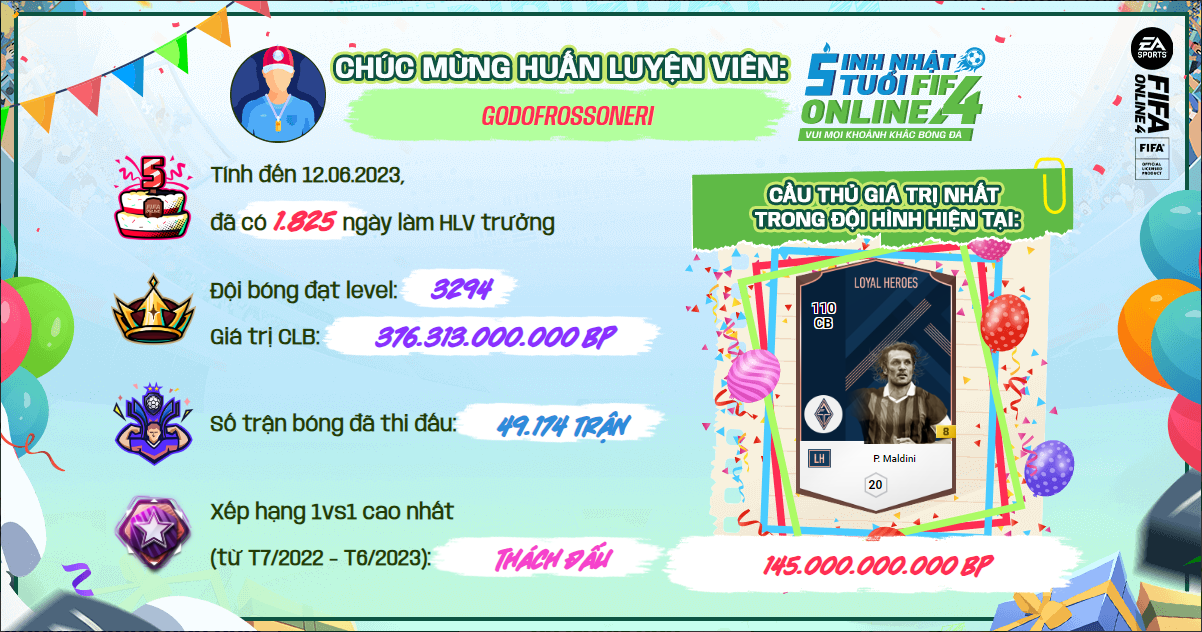 CHÚC MỪNG HUẤN LUYỆN VIÊN:
GODOFROSSONERI
5 INH NHẬT
TUỔI FIF4
ONLINE 4
VUI MỌI KHOẢNH KHẮC BÓNG ĐÁ
EA
SPORTS
FIFA
ONLINE 4
FIFA
OFFICIAL
LICENSED
PRODUCT
5
Tính đến 12.06.2023,
đã có 1.825 ngày làm HLV trưởng
Đội bóng đạt level: 3294
Giá trị CLB: 376.313.000.000 BP
Số trận bóng đã thi đấu: 49.174 TRẬN
Xếp hạng 1vs1 cao nhất
(từ T7/2022 - T6/2023): THÁCH ĐẤU
CẦU THỦ GIÁ TRỊ NHẤT
TRONG ĐỘI HÌNH HIỆN TẠI:
LOYAL HEROES
110
CB
8
LH
P. Maldini
20
145.000.000.000 BP